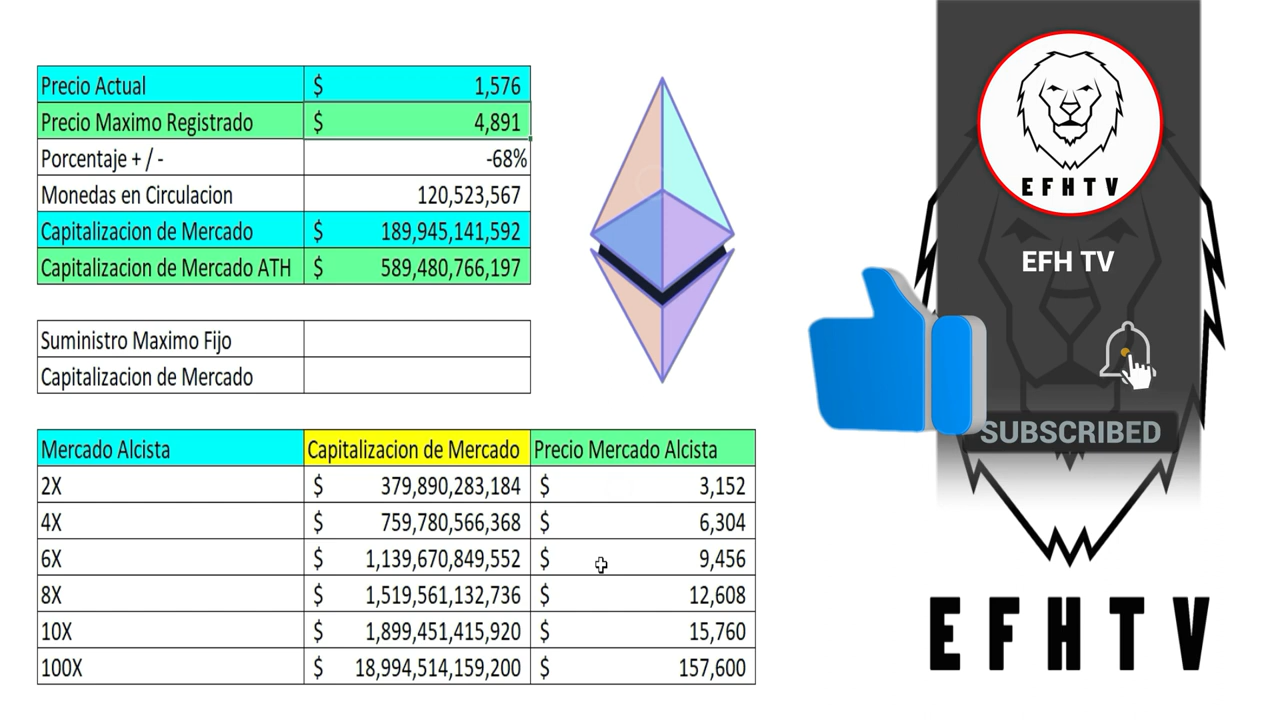 Precio Actual $ 1,576
Precio Maximo Registrado $ 4,891
Porcentaje + / - -68%
Monedas en Circulacion 120,523,567
Capitalizacion de Mercado $ 189,945,141,592
Capitalizacion de Mercado ATH $ 589,480,766,197
Suministro Maximo Fijo
Capitalizacion de Mercado
Mercado Alcista Capitalizacion de Mercado Precio Mercado Alcista
2X $ 379,890,283,184 $ 3,152
4X $ 759,780,566,368 $ 6,304
6X $ 1,139,670,849,552 $ 9,456
8X $ 1,519,561,132,736 $ 12,608
10X $ 1,899,451,415,920 $ 15,760
100X $ 18,994,514,159,200 $ 157,600
EFHTV
EFH TV
SUBSCRIBED
EFHTV